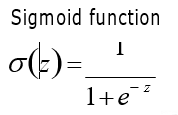 Sigmoid function
σ(z)=
1
1+e^{-z}